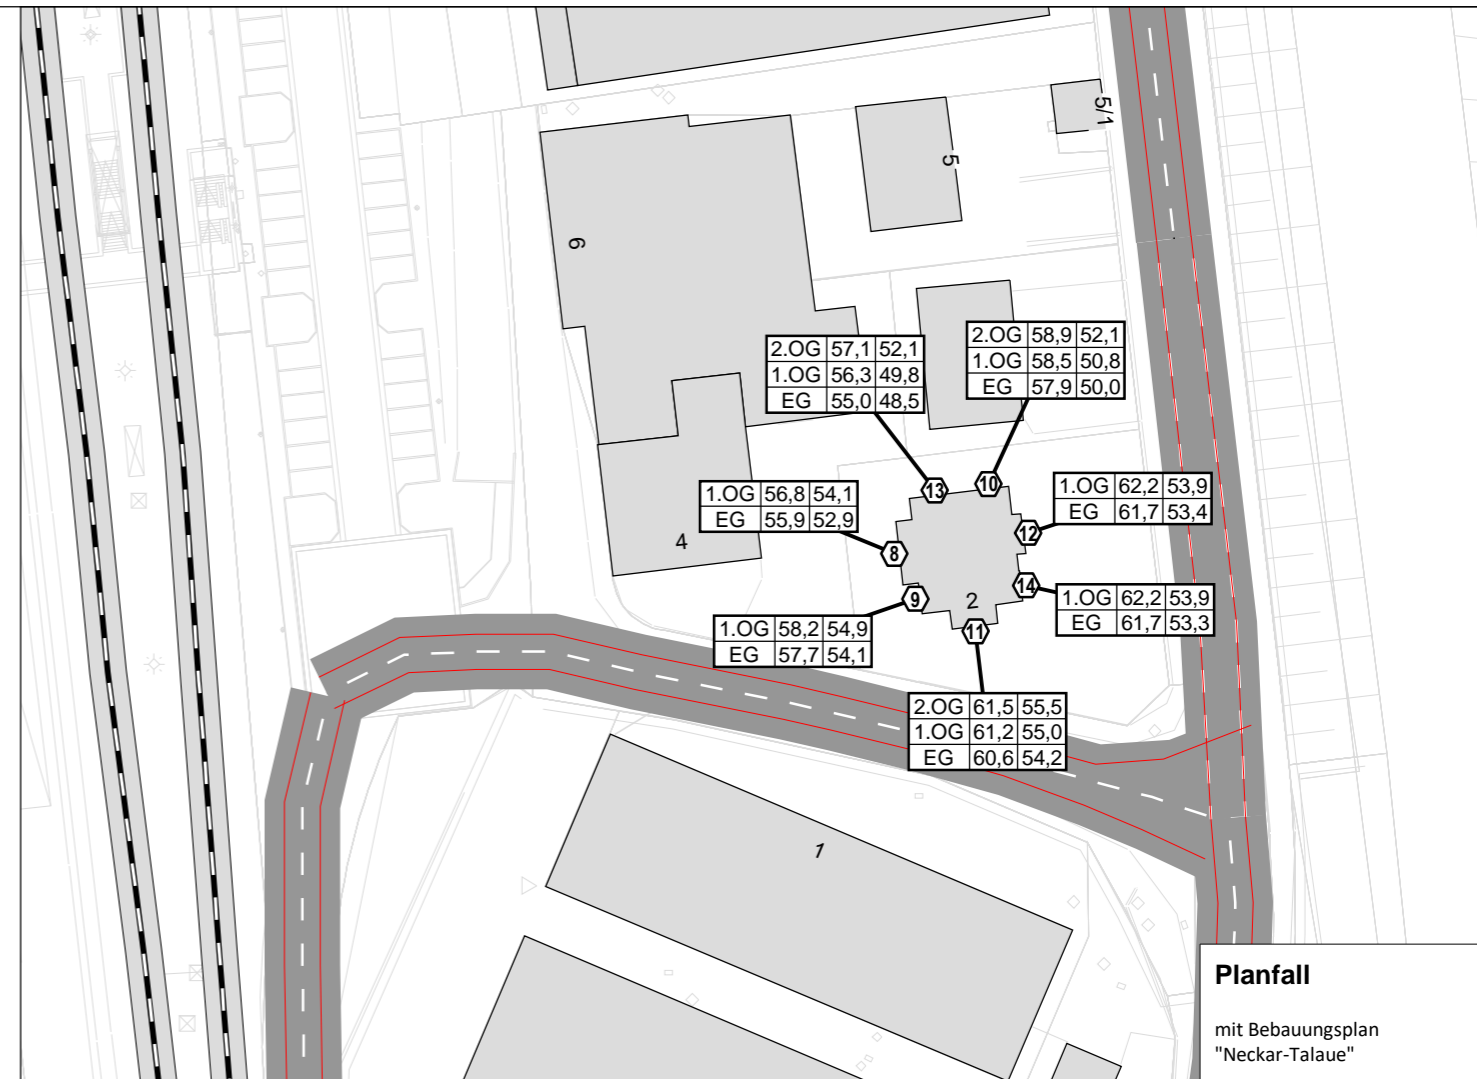 5/1
5
6
2.OG 57,1 52,1
1.OG 56,3 49,8
EG 55,0 48,5
2.OG 58,9 52,1
1.OG 58,5 50,8
EG 57,9 50,0
13
10
1.OG 56,8 54,1
EG 55,9 52,9
1.OG 62,2 53,9
EG 61,7 53,4
12
4
8
14
9
2
1.OG 62,2 53,9
EG 61,7 53,3
1.OG 58,2 54,9
EG 57,7 54,1
11
2.OG 61,5 55,5
1.OG 61,2 55,0
EG 60,6 54,2
1
Planfall
mit Bebauungsplan
"Neckar-Talaue"